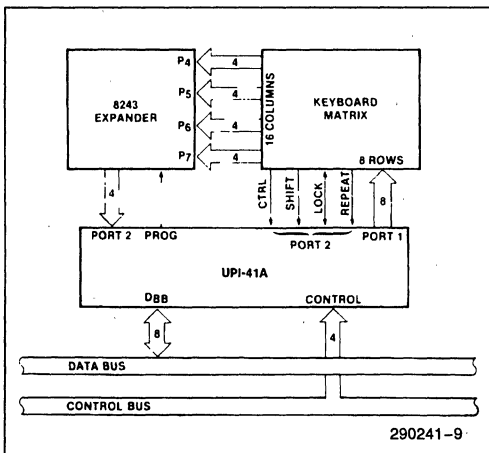 P4
4
P5
4
P6
4
P7
4
8243
EXPANDER
16 COLUMNS
KEYBOARD
MATRIX
8 ROWS
4
CTRL
SHIFT
LOCK
REPEAT
8
PORT 2
PROG
PORT 2
PORT 1
UPI-41A
DBB
CONTROL
8
4
DATA BUS
CONTROL BUS
290241-9